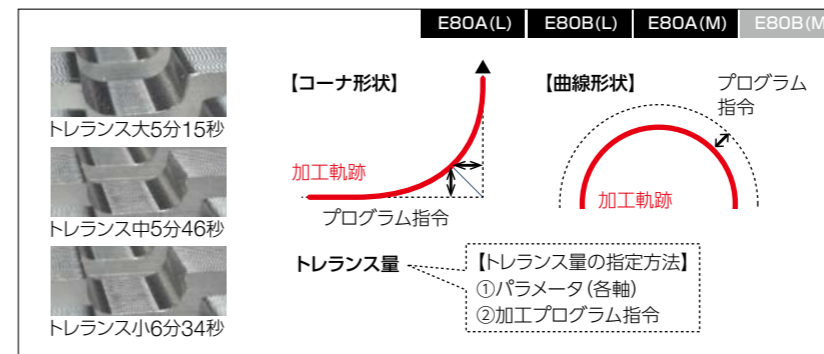 E80A(L) E80B(L) E80A(M) E80B(M
トレランス大5分15秒
トレランス中5分46秒
トレランス小6分34秒
【コーナ形状】
加工軌跡
プログラム指令
【曲線形状】
プログラム
指令
加工軌跡
トレランス量
【トレランス量の指定方法】
①パラメータ(各軸)
②加工プログラム指令